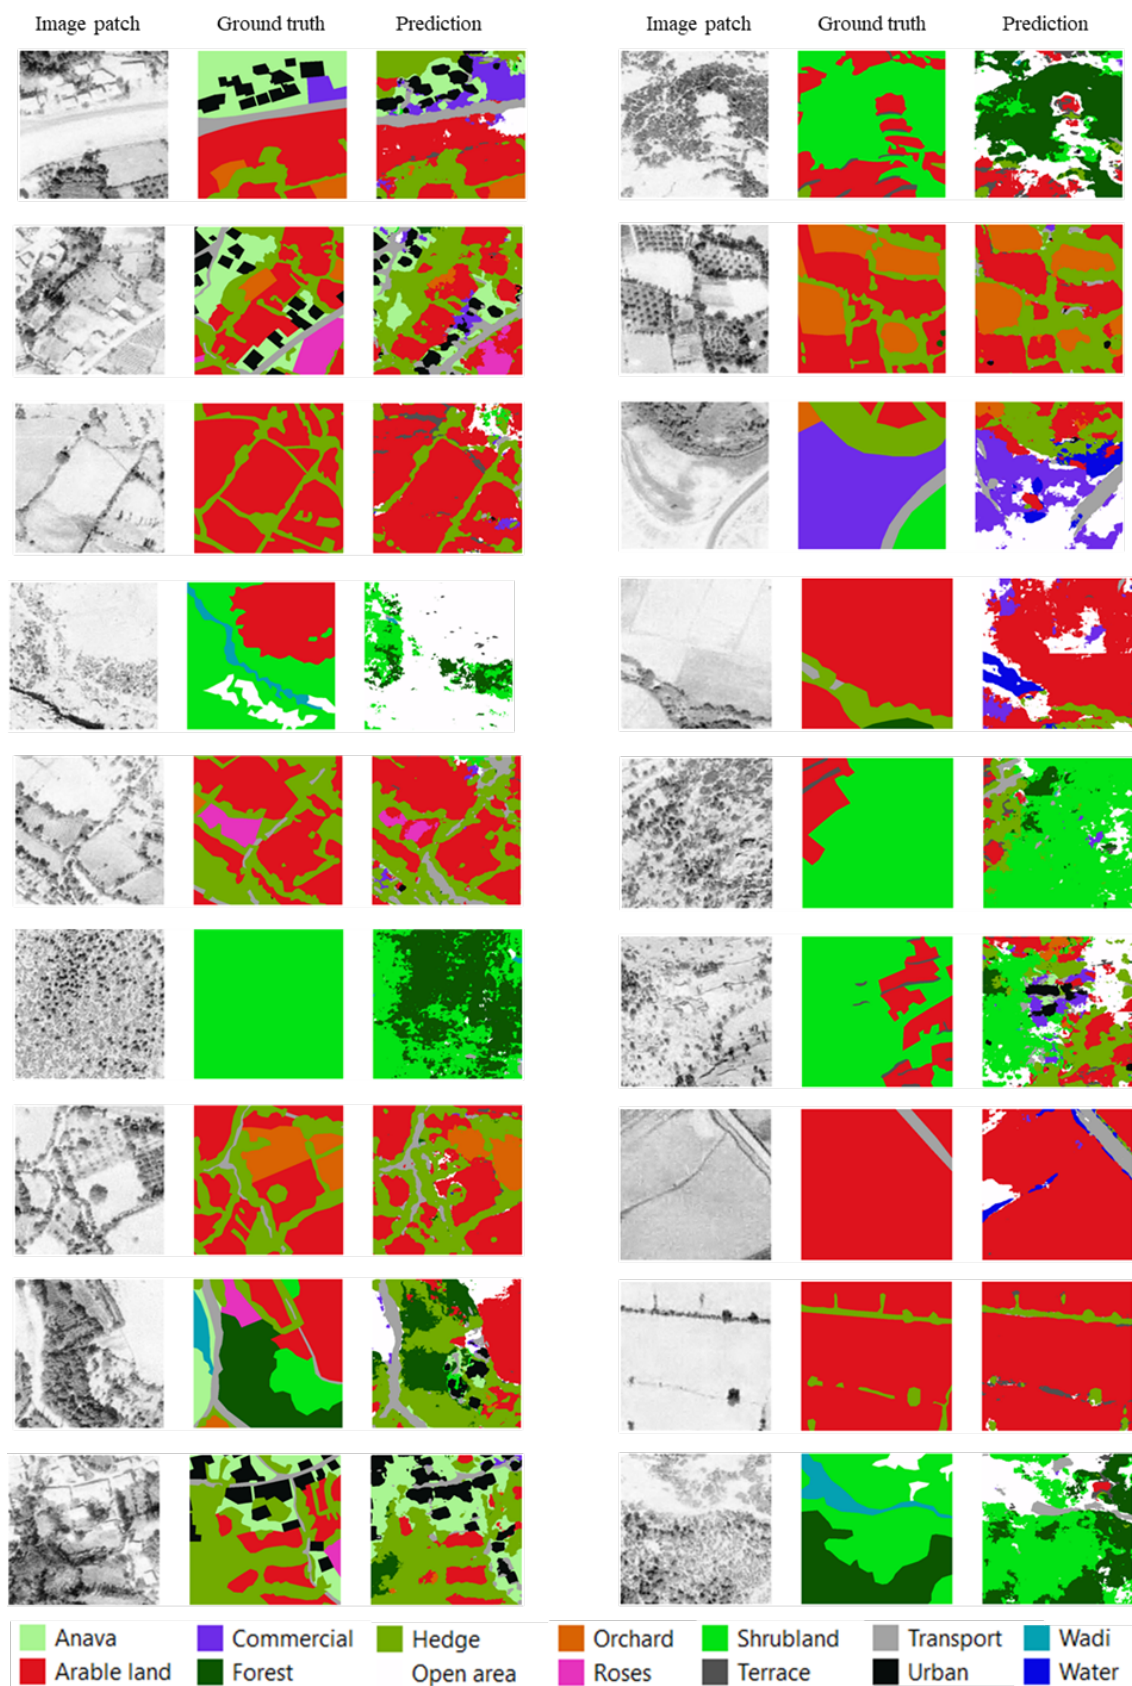 Image patch Ground truth Prediction Image patch Ground truth Prediction
Anava Commercial Hedge Orchard Shrubland Transport Wadi
Arable land Forest Open area Roses Terrace Urban Water